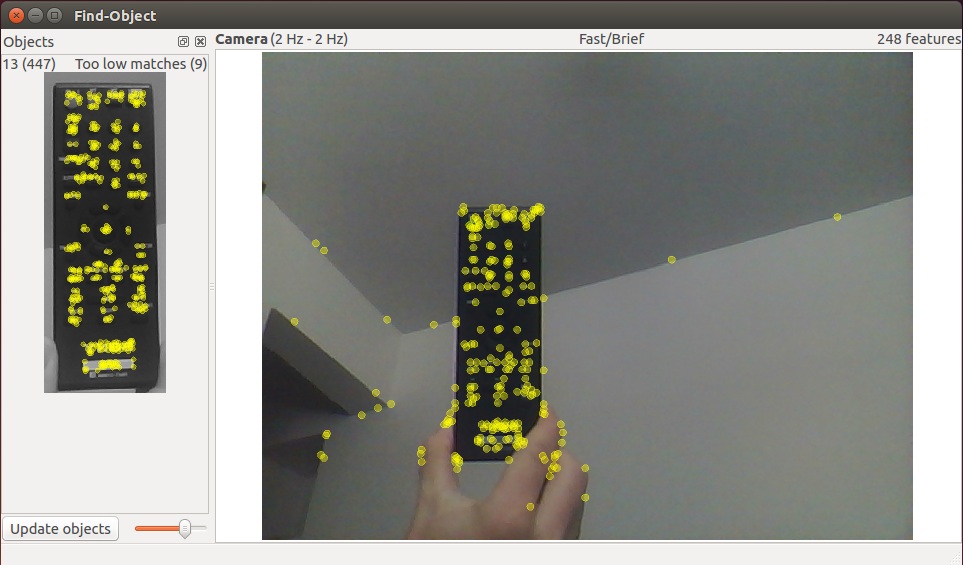 Find-Object
Objects
Camera (2 Hz - 2 Hz) Fast/Brief 248 features
13 (447) Too low matches (9)
Update objects